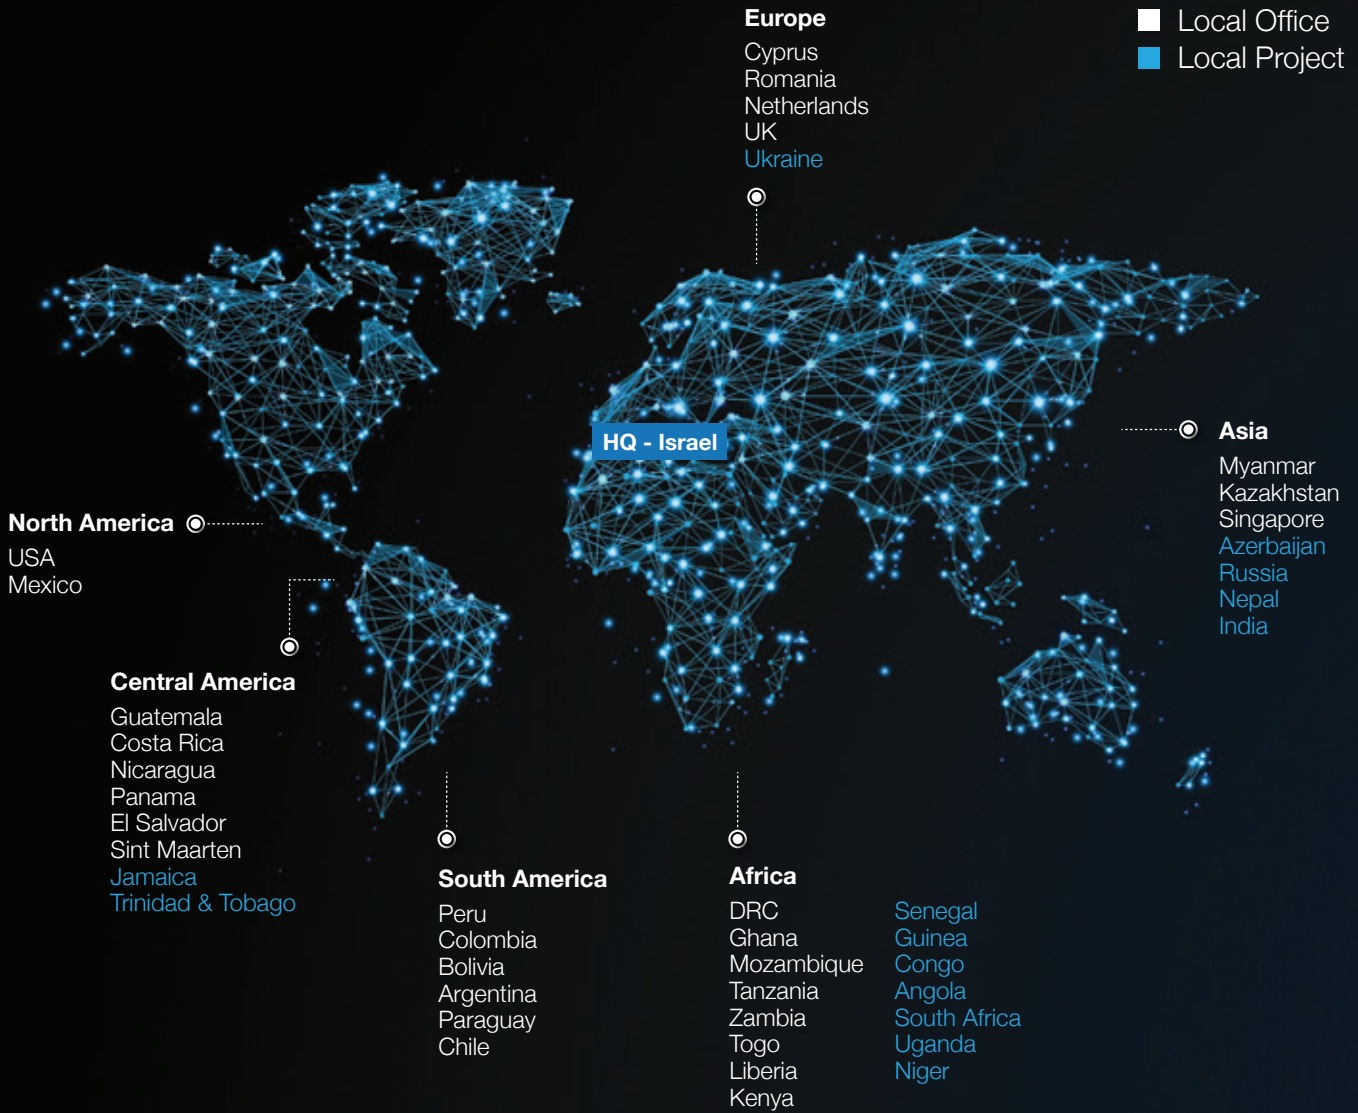 Europe
Cyprus
Romania
Netherlands
UK
Ukraine
Local Office
Local Project
HQ - Israel
Asia
Myanmar
Kazakhstan
Singapore
Azerbaijan
Russia
Nepal
India
North America
USA
Mexico
Central America
Guatemala
Costa Rica
Nicaragua
Panama
El Salvador
Sint Maarten
Jamaica
Trinidad & Tobago
South America
Peru
Colombia
Bolivia
Argentina
Paraguay
Chile
Africa
DRC
Ghana
Mozambique
Tanzania
Zambia
Togo
Liberia
Kenya
Senegal
Guinea
Congo
Angola
South Africa
Uganda
Niger